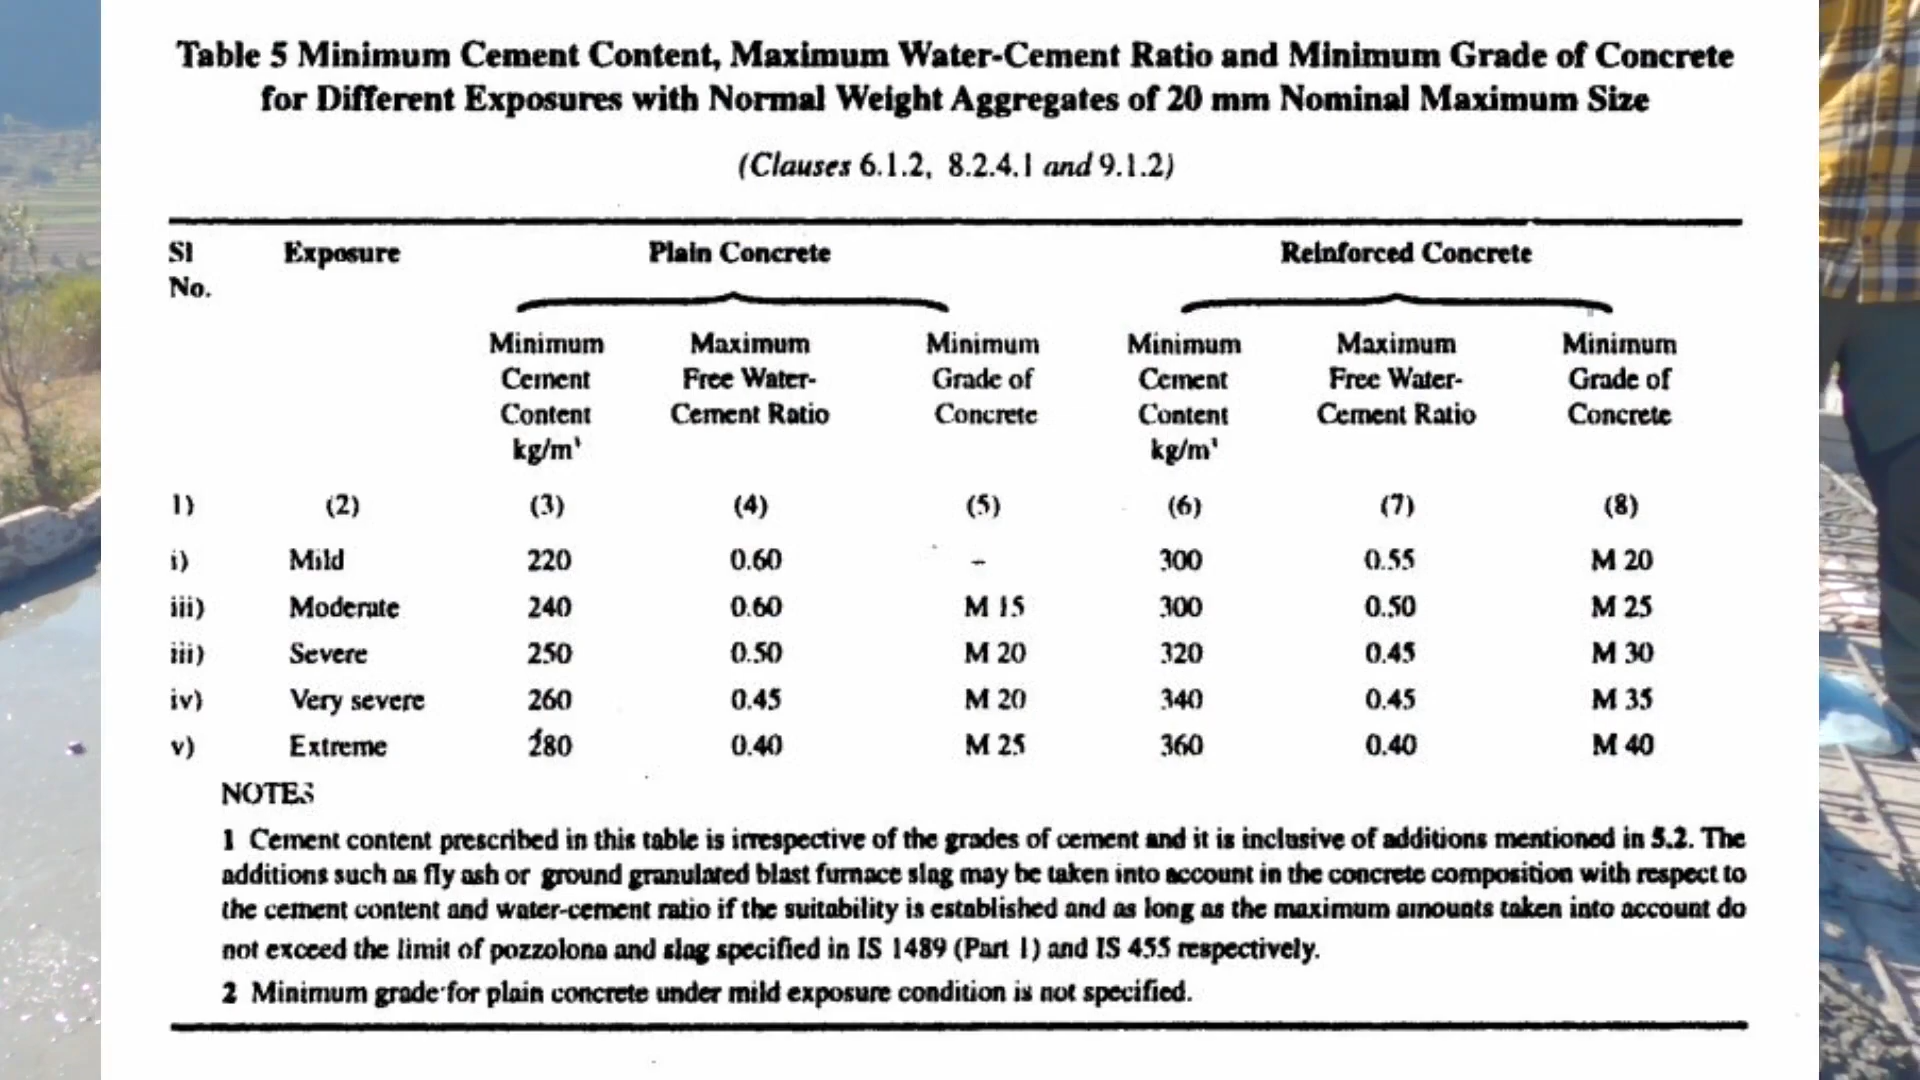 Table 5 Minimum Cement Content, Maximum Water-Cement Ratio and Minimum Grade of Concrete
for Different Exposures with Normal Weight Aggregates of 20 mm Nominal Maximum Size
(Clauses 6.1.2, 8.2.4.1 and 9.1.2)
Sl Exposure Plain Concrete Reinforced Concrete
No.
Minimum Maximum Minimum Minimum Maximum Minimum
Cement Free Water- Grade of Cement Free Water- Grade of
Content Cement Ratio Concrete Content Cement Ratio Concrete
kg/m³ kg/m³
1) (2) (3) (4) (5) (6) (7) (8)
i) Mild 220 0.60 - 300 0.55 M 20
iii) Moderate 240 0.60 M 15 300 0.50 M 25
iii) Severe 250 0.50 M 20 320 0.45 M 30
iv) Very severe 260 0.45 M 20 340 0.45 M 35
v) Extreme 280 0.40 M 25 360 0.40 M 40
NOTES
1 Cement content prescribed in this table is irrespective of the grades of cement and it is inclusive of additions mentioned in 5.2. The
additions such as fly ash or ground granulated blast furnace slag may be taken into account in the concrete composition with respect to
the cement content and water-cement ratio if the suitability is established and as long as the maximum amounts taken into account do
not exceed the limit of pozzolona and slag specified in IS 1489 (Part 1) and IS 455 respectively.
2 Minimum grade for plain concrete under mild exposure condition is not specified.